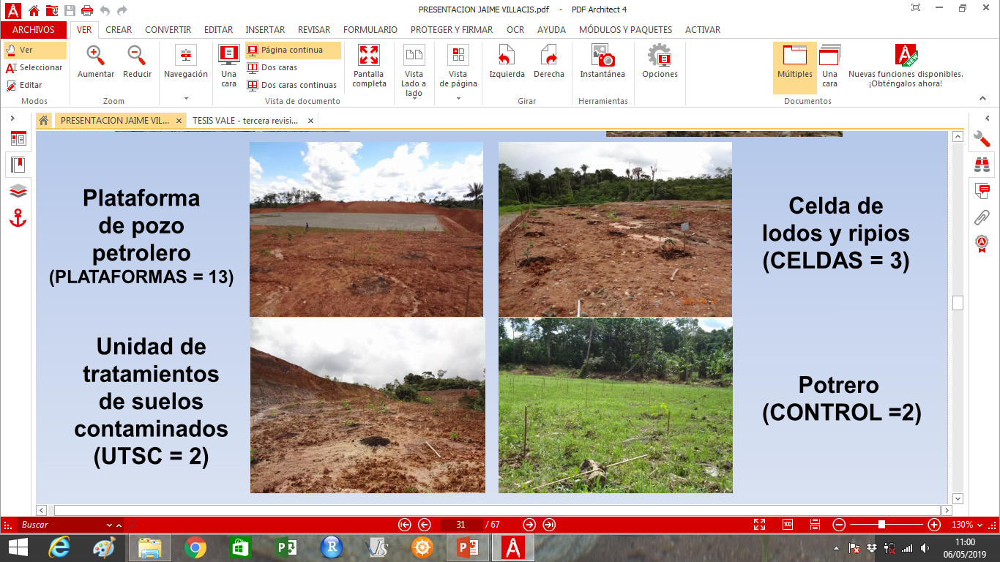 PRESENTACION JAIME VILLACIS.pdf - PDF Architect 4
ARCHIVOS VER CREAR CONVERTIR EDITAR INSERTAR REVISAR FORMULARIO PROTEGER Y FIRMAR OCR AYUDA MÓDULOS Y PAQUETES ACTIVAR
Ver
Seleccionar
Editar
Modos
Aumentar
Reducir
Zoom
Navegación
Una
cara
Página continua
Dos caras
Dos caras continuas
Vista de documento
Pantalla
completa
Vista
Lado a
lado
Vista
de página
Izquierda
Derecha
Girar
Instantánea
Herramientas
Opciones
Múltiples
Una
cara
Documentos
Nuevas funciones disponibles.
¡Obténgalos ahora!
NEW
PRESENTACION JAIME VIL... × TESIS VALE - tercera revisi... ×
Plataforma
de pozo
petrolero
(PLATAFORMAS = 13)
Celda de
lodos y ripios
(CELDAS = 3)
Unidad de
tratamientos
de suelos
contaminados
(UTSC = 2)
Potrero
(CONTROL =2)
Buscar
31 / 67
100
130%
11:00
06/05/2019